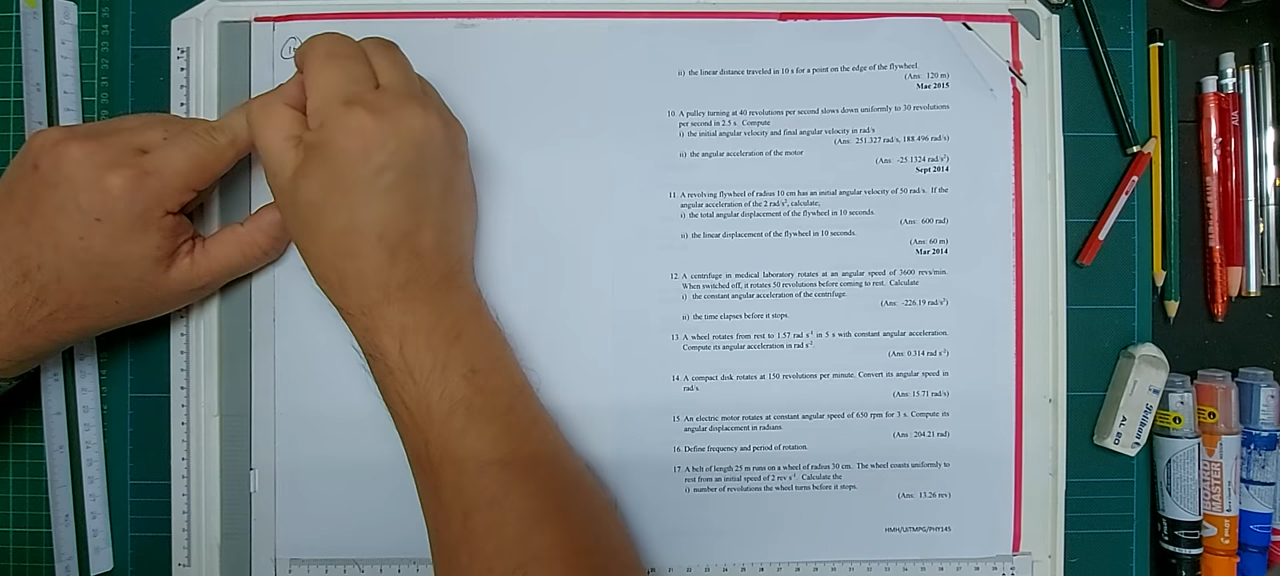 ii) the linear distance traveled in 10 s for a point on the edge of the flywheel.
(Ans: 120 m)
Mac 2015
10. A pulley turning at 40 revolutions per second slows down uniformly to 30 revolutions
per second in 2.5 s. Compute
i) the initial angular velocity and final angular velocity in rad/s
(Ans: 251.327 rad/s, 188.496 rad/s)
ii) the angular acceleration of the motor
(Ans: -25.1324 rad/s²)
Sept 2014
11. A revolving flywheel of radius 10 cm has an initial angular velocity of 50 rad/s. If the
angular acceleration of the 2 rad/s², calculate,
i) the total angular displacement of the flywheel in 10 seconds.
(Ans: 600 rad)
ii) the linear displacement of the flywheel in 10 seconds.
(Ans: 60 m)
Mar 2014
12. A centrifuge in medical laboratory rotates at an angular speed of 3600 revs/min.
When switched off, it rotates 50 revolutions before coming to rest. Calculate
i) the constant angular acceleration of the centrifuge.
(Ans: -226.19 rad/s²)
ii) the time elapses before it stops.
13. A wheel rotates from rest to 1.57 rad s⁻¹ in 5 s with constant angular acceleration.
Compute its angular acceleration in rad s⁻².
(Ans: 0.314 rad s⁻²)
14. A compact disk rotates at 150 revolutions per minute. Convert its angular speed in
rad/s.
(Ans: 15.71 rad/s)
15. An electric motor rotates at constant angular speed of 650 rpm for 3 s. Compute its
angular displacement in radians.
(Ans: 204.21 rad)
16. Define frequency and period of rotation.
17. A belt of length 25 m runs on a wheel of radius 30 cm. The wheel coasts uniformly to
rest from an initial speed of 2 rev s⁻¹. Calculate the
i) number of revolutions the wheel turns before it stops.
(Ans: 13.26 rev)
HMH/UiTMPG/PHY145
Pelikan
AL 20
BOARD
MASTER
PILOT